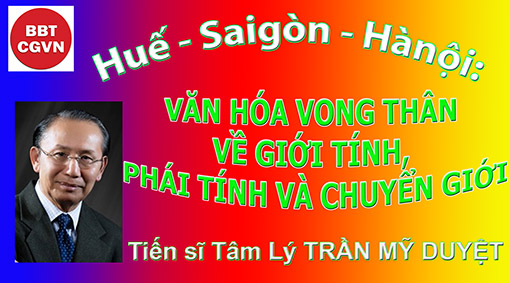 BBT
CGVN
Huế - Saigòn - Hànội:
VĂN HÓA VONG THÂN
VỀ GIỚI TÍNH,
PHÁI TÍNH VÀ CHUYỂN GIỚI
Tiến sĩ Tâm Lý TRẦN MỸ DUYỆT